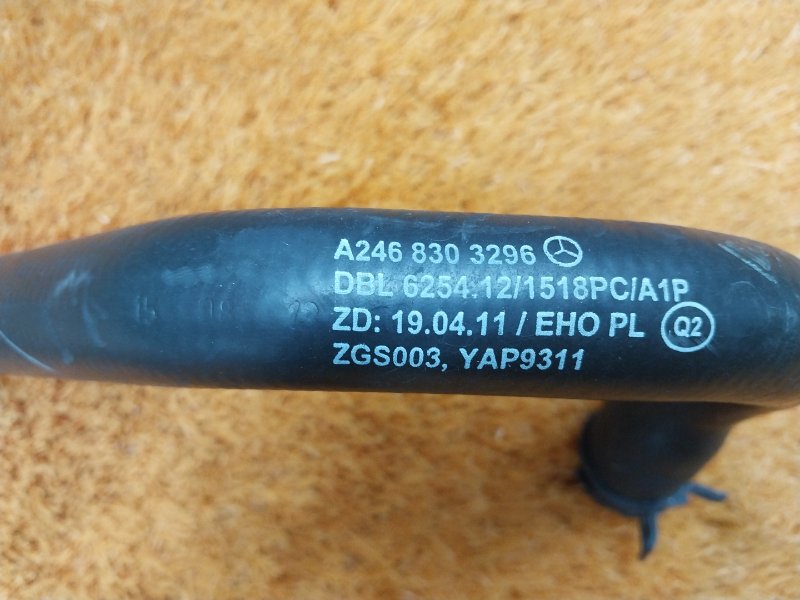 A246 830 3296
DBL 6254.12/1518PC/A1P
ZD: 19.04.11 / EHO PL Q2
ZGS003, YAP9311